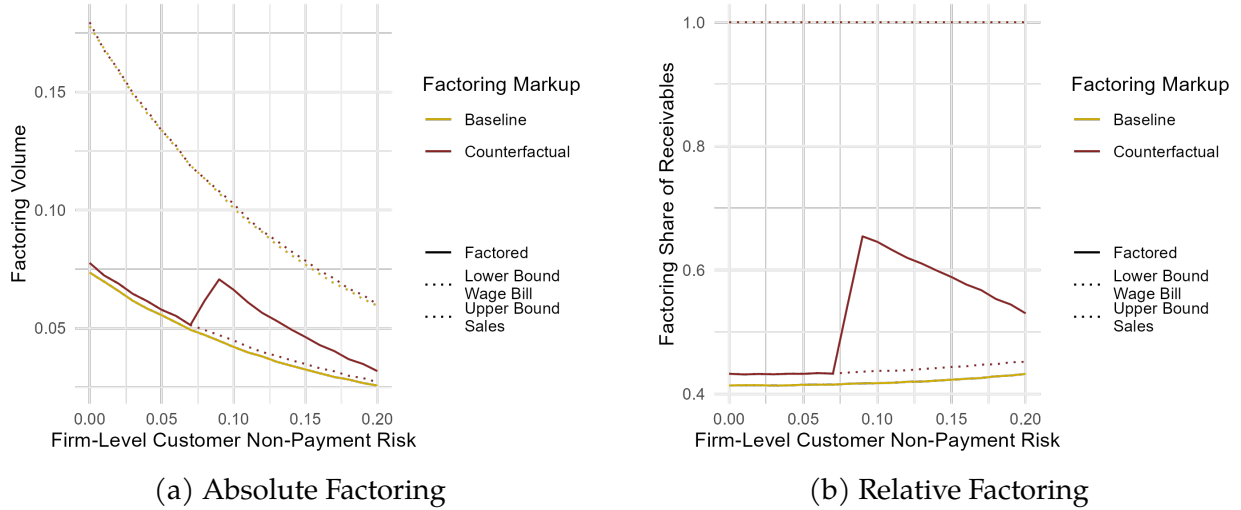 Factoring Volume
0.15
0.10
0.05
0.00
0.05
0.10
0.15
0.20
Firm-Level Customer Non-Payment Risk
Factoring Markup
Baseline
Counterfactual
Factored
Lower Bound
Wage Bill
Upper Bound
Sales
(a) Absolute Factoring
Factoring Share of Receivables
1.0
0.8
0.6
0.4
0.00
0.05
0.10
0.15
0.20
Firm-Level Customer Non-Payment Risk
Factoring Markup
Baseline
Counterfactual
Factored
Lower Bound
Wage Bill
Upper Bound
Sales
(b) Relative Factoring